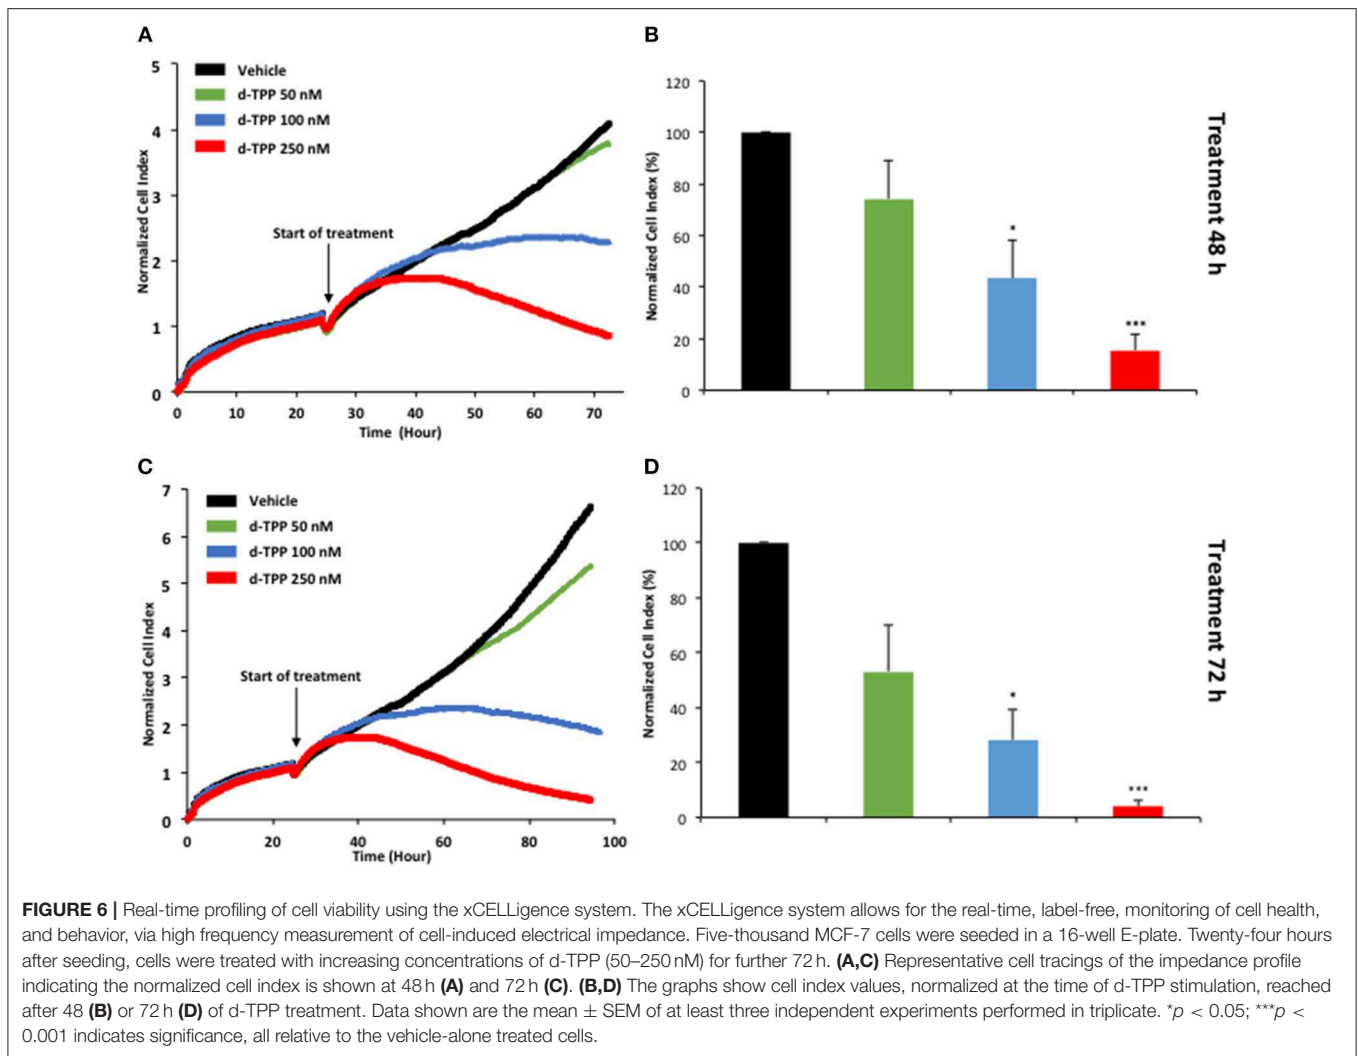 A
5
4
3
2
1
0
Normalized Cell Index
Vehicle
d-TPP 50 nM
d-TPP 100 nM
d-TPP 250 nM
Start of treatment
0 10 20 30 40 50 60 70
Time (Hour)
B
120
100
80
60
40
20
0
Normalized Cell Index (%)
*
***
Treatment 48 h
C
7
6
5
4
3
2
1
0
Normalized Cell Index
Vehicle
d-TPP 50 nM
d-TPP 100 nM
d-TPP 250 nM
Start of treatment
0 20 40 60 80 100
Time (Hour)
D
120
100
80
60
40
20
0
Normalized Cell Index (%)
*
***
Treatment 72 h
FIGURE 6 | Real-time profiling of cell viability using the xCELLigence system. The xCELLigence system allows for the real-time, label-free, monitoring of cell health,
and behavior, via high frequency measurement of cell-induced electrical impedance. Five-thousand MCF-7 cells were seeded in a 16-well E-plate. Twenty-four hours
after seeding, cells were treated with increasing concentrations of d-TPP (50–250 nM) for further 72 h. (A,C) Representative cell tracings of the impedance profile
indicating the normalized cell index is shown at 48 h (A) and 72 h (C). (B,D) The graphs show cell index values, normalized at the time of d-TPP stimulation, reached
after 48 (B) or 72 h (D) of d-TPP treatment. Data shown are the mean ± SEM of at least three independent experiments performed in triplicate. *p < 0.05; ***p <
0.001 indicates significance, all relative to the vehicle-alone treated cells.